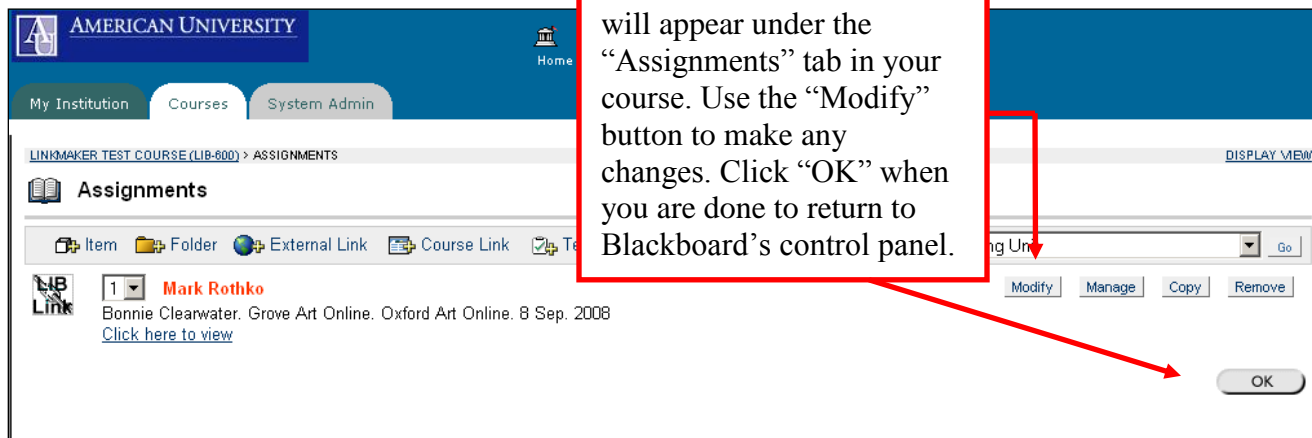 AMERICAN UNIVERSITY
Home
will appear under the
“Assignments” tab in your
course. Use the “Modify”
button to make any
changes. Click “OK” when
you are done to return to
Blackboard’s control panel.
My Institution Courses System Admin
LINKMAKER TEST COURSE (LIB-600) > ASSIGNMENTS DISPLAY VIEW
Assignments
Item Folder External Link Course Link Go
LIB Link
1 Mark Rothko Modify Manage Copy Remove
Bonnie Clearwater. Grove Art Online. Oxford Art Online. 8 Sep. 2008
Click here to view
OK